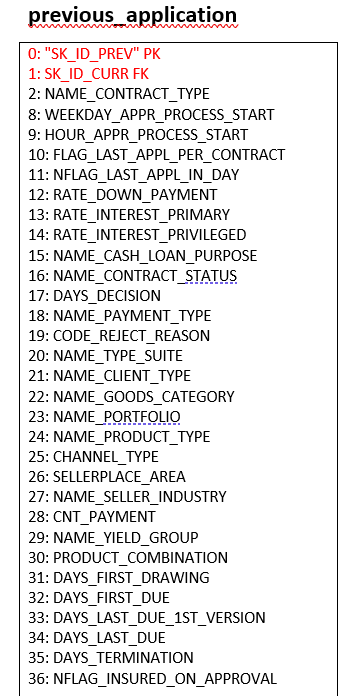 previous_application
0: "SK_ID_PREV" PK
1: SK_ID_CURR FK
2: NAME_CONTRACT_TYPE
8: WEEKDAY_APPR_PROCESS_START
9: HOUR_APPR_PROCESS_START
10: FLAG_LAST_APPL_PER_CONTRACT
11: NFLAG_LAST_APPL_IN_DAY
12: RATE_DOWN_PAYMENT
13: RATE_INTEREST_PRIMARY
14: RATE_INTEREST_PRIVILEGED
15: NAME_CASH_LOAN_PURPOSE
16: NAME_CONTRACT_STATUS
17: DAYS_DECISION
18: NAME_PAYMENT_TYPE
19: CODE_REJECT_REASON
20: NAME_TYPE_SUITE
21: NAME_CLIENT_TYPE
22: NAME_GOODS_CATEGORY
23: NAME_PORTFOLIO
24: NAME_PRODUCT_TYPE
25: CHANNEL_TYPE
26: SELLERPLACE_AREA
27: NAME_SELLER_INDUSTRY
28: CNT_PAYMENT
29: NAME_YIELD_GROUP
30: PRODUCT_COMBINATION
31: DAYS_FIRST_DRAWING
32: DAYS_FIRST_DUE
33: DAYS_LAST_DUE_1ST_VERSION
34: DAYS_LAST_DUE
35: DAYS_TERMINATION
36: NFLAG_INSURED_ON_APPROVAL